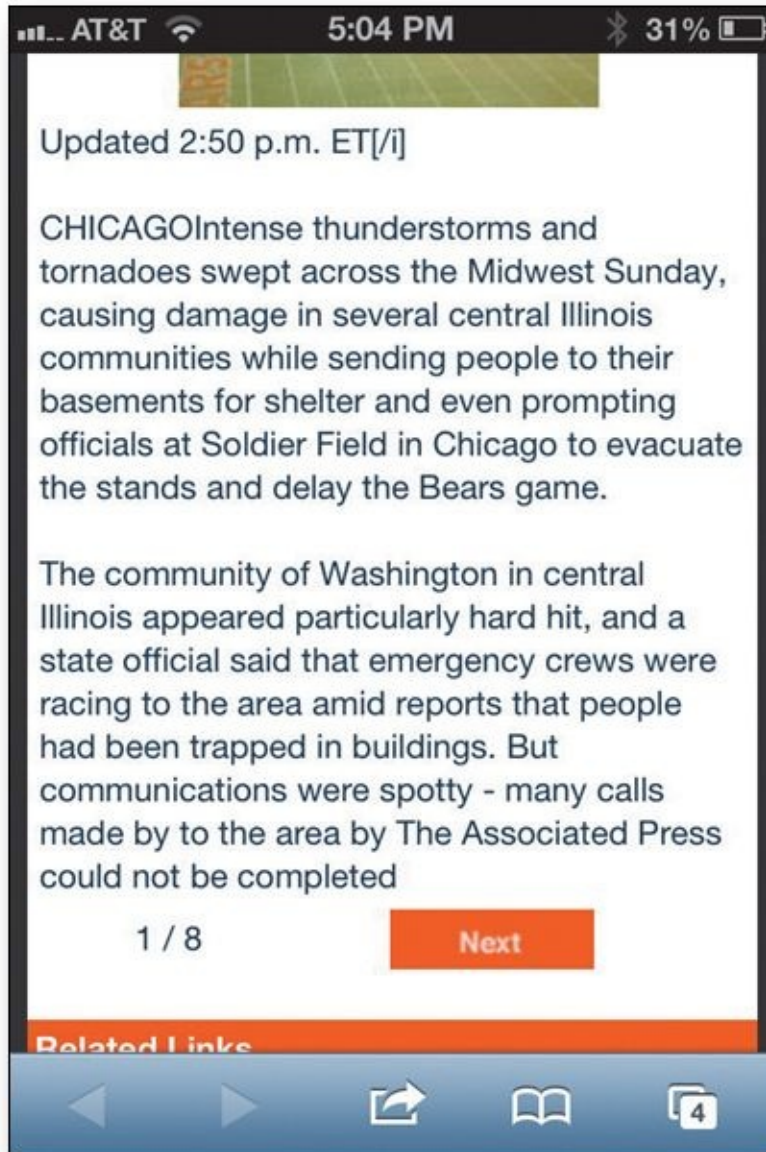 AT&T 5:04 PM 31%
ARS
Updated 2:50 p.m. ET[/i]
CHICAGOIntense thunderstorms and
tornadoes swept across the Midwest Sunday,
causing damage in several central Illinois
communities while sending people to their
basements for shelter and even prompting
officials at Soldier Field in Chicago to evacuate
the stands and delay the Bears game.
The community of Washington in central
Illinois appeared particularly hard hit, and a
state official said that emergency crews were
racing to the area amid reports that people
had been trapped in buildings. But
communications were spotty - many calls
made by to the area by The Associated Press
could not be completed
1 / 8 Next
Related Links
4